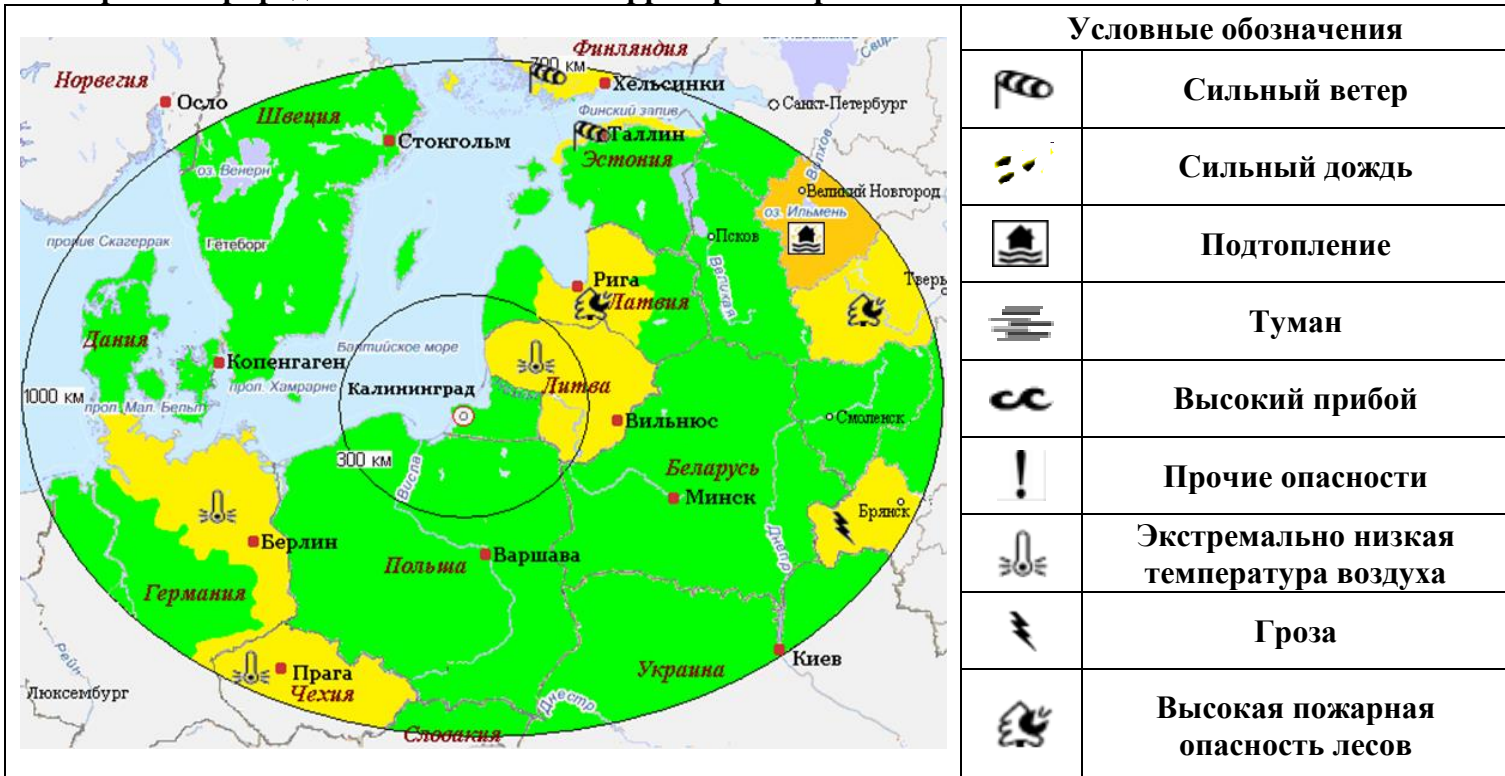 Условные обозначения
Сильный ветер
Сильный дождь
Подтопление
Туман
Высокий прибой
Прочие опасности
Экстремально низкая
температура воздуха
Гроза
Высокая пожарная
опасность лесов
Финляндия
Норвегия
700 км
Хельсинки
Осло
Санкт-Петербург
Швеция
Финский залив
Волхов
Стокгольм
Таллин
Эстония
оз. Венерн
Великий Новгород
оз. Ильмень
пролив Скагеррак
Гетеборг
Псков
Великая
Рига
Тверь
Латвия
Дания
Балтийское море
Копенгаген
проп. Хамрарне
Калининград
Литва
1000 км
проп. Мал. Бельт
Вильнюс
Смоленск
300 км
Висла
Беларусь
Минск
Брянск
Берлин
Варшава
Днепр
Польша
Германия
Украина
Киев
Рейн
Прага
Люксембург
Чехия
Днестр
Словакия